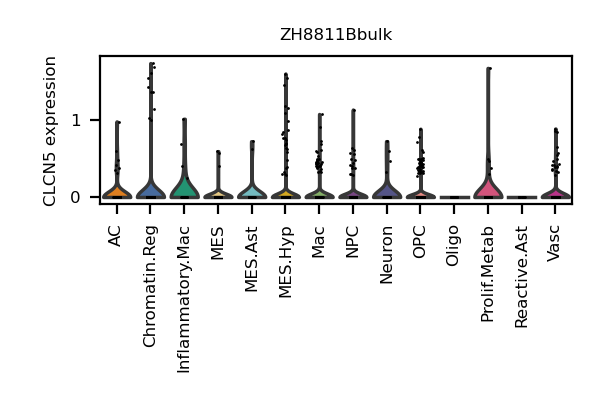 ZH8811Bbulk
CLCN5 expression
1
0
AC
Chromatin.Reg
Inflammatory.Mac
MES
MES.Ast
MES.Hyp
Mac
NPC
Neuron
OPC
Oligo
Prolif.Metab
Reactive.Ast
Vasc